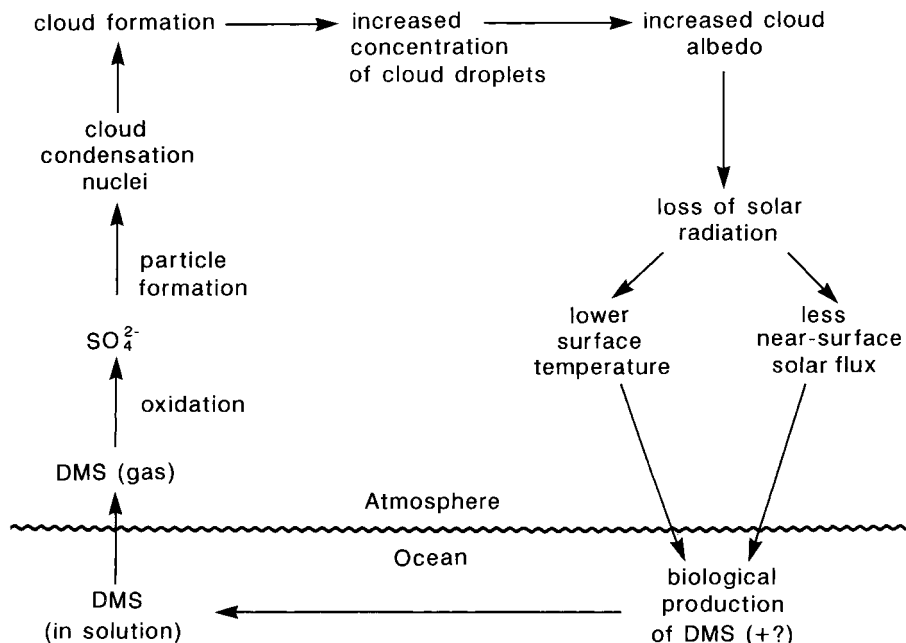 cloud formation
increased
concentration
of cloud droplets
increased cloud
albedo
cloud
condensation
nuclei
loss of solar
radiation
particle
formation
lower
surface
temperature
less
near-surface
solar flux
SO₄²⁻
oxidation
DMS (gas)
Atmosphere
Ocean
DMS
(in solution)
biological
production
of DMS (+?)